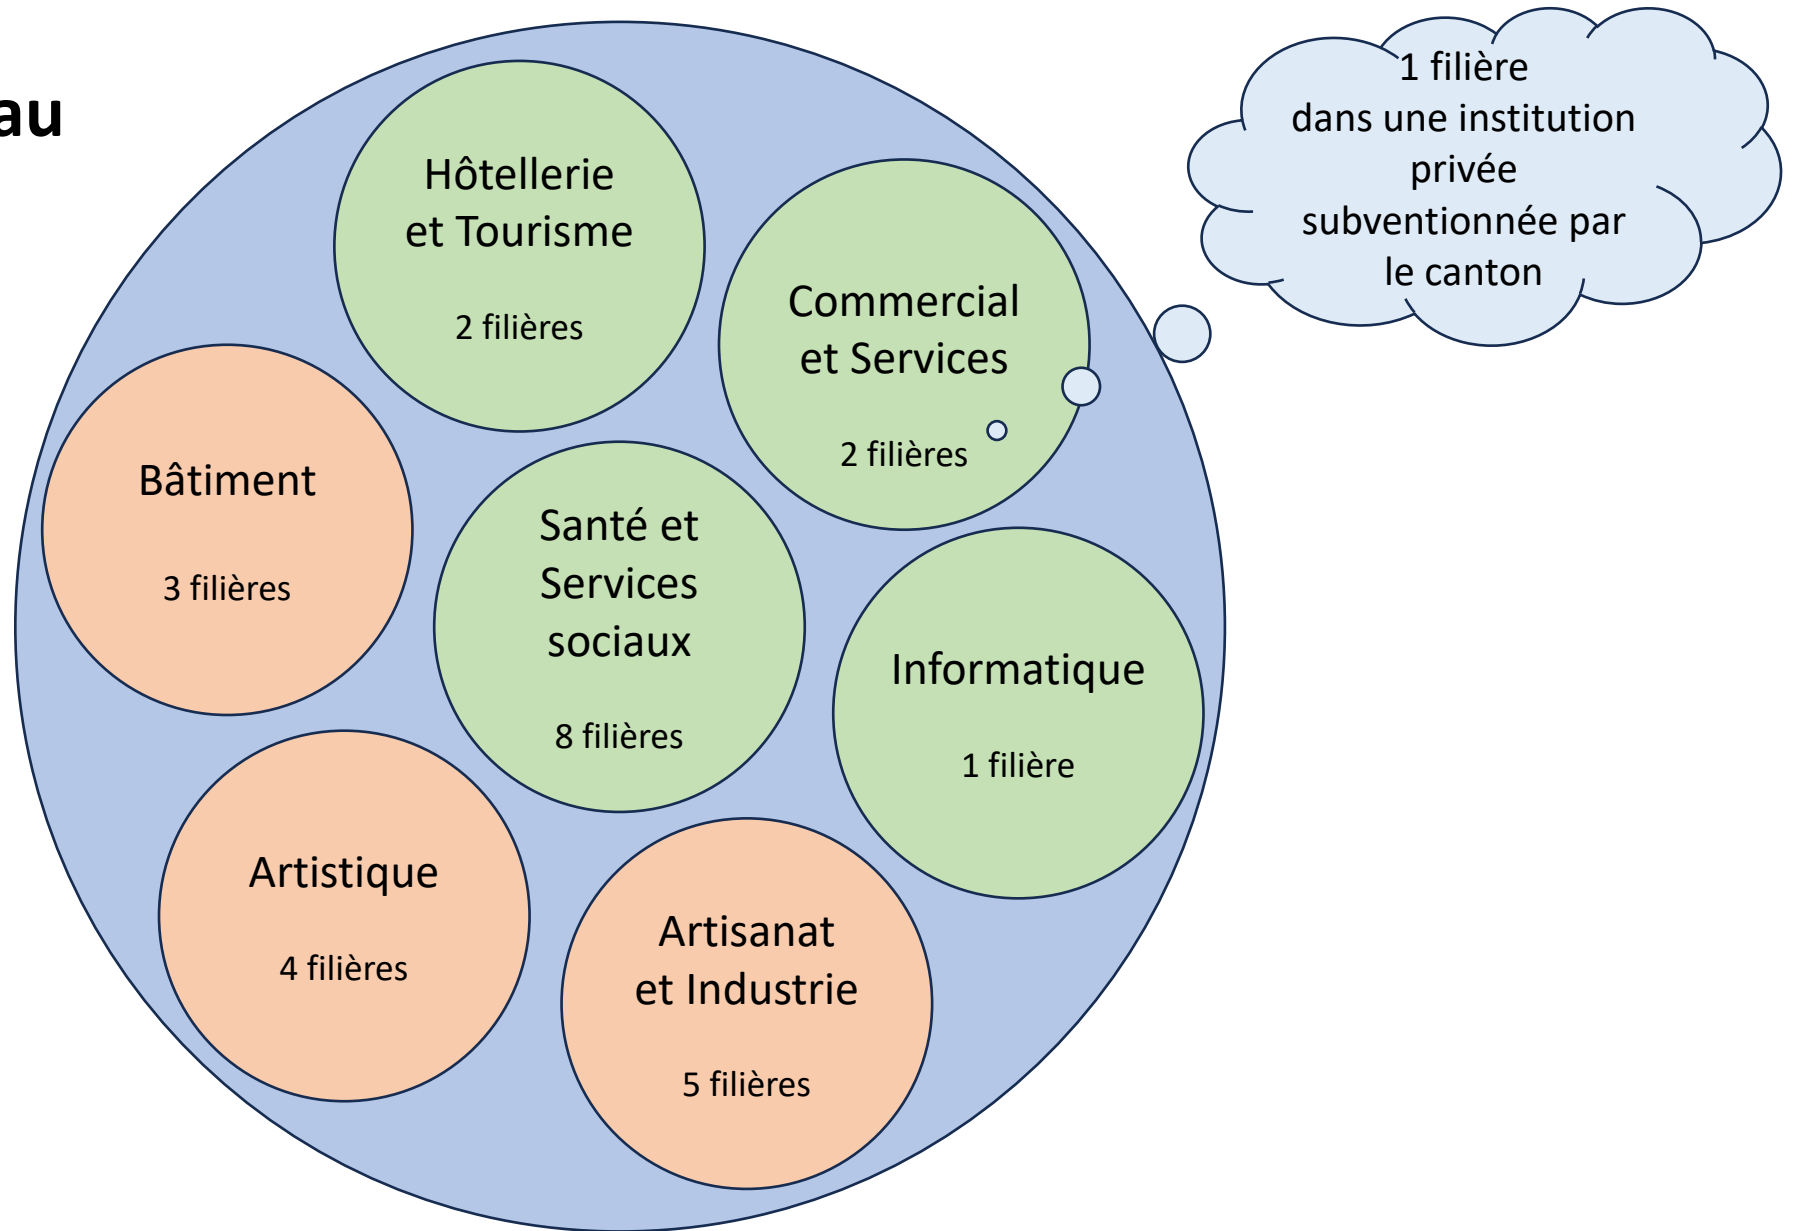 au
Hôtellerie
et Tourisme
2 filières
Commercial
et Services
2 filières
1 filière
dans une institution
privée
subventionnée par
le canton
Bâtiment
3 filières
Santé et
Services
sociaux
8 filières
Informatique
1 filière
Artistique
4 filières
Artisanat
et Industrie
5 filières